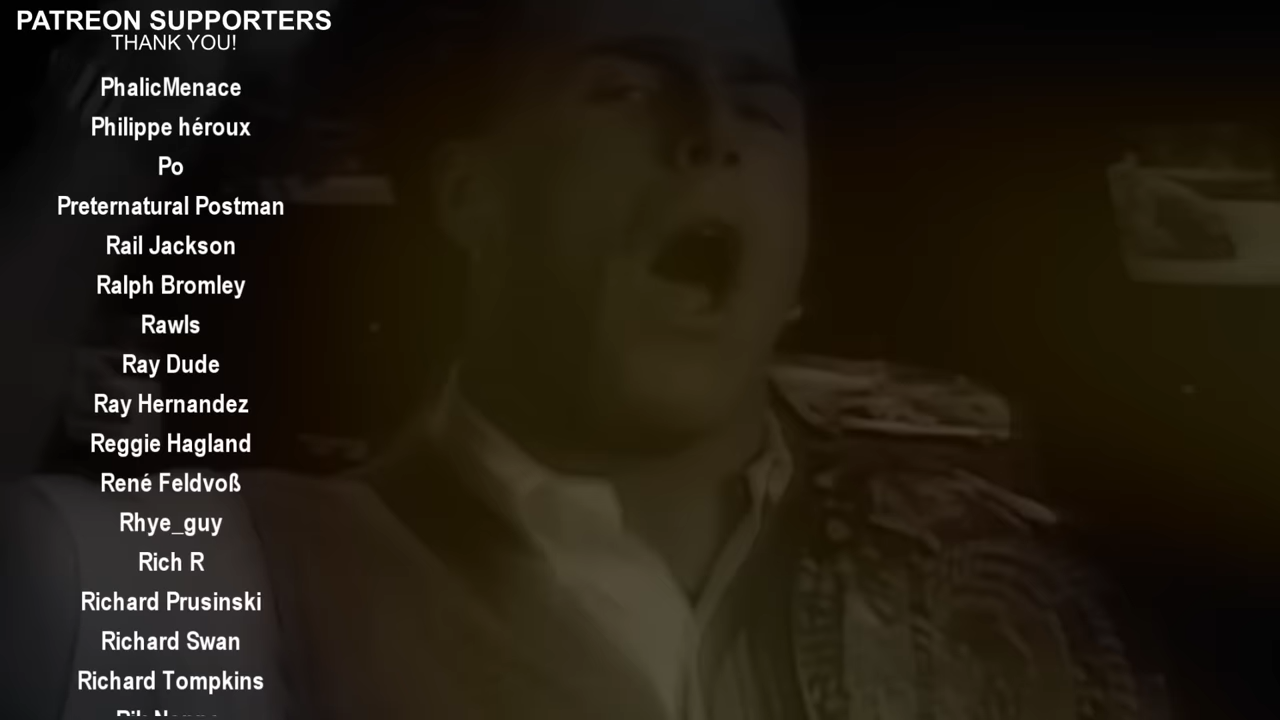 PATREON SUPPORTERS
THANK YOU!
PhalicMenace
Philippe héroux
Po
Preternatural Postman
Rail Jackson
Ralph Bromley
Rawls
Ray Dude
Ray Hernandez
Reggie Hagland
René Feldvoß
Rhye_guy
Rich R
Richard Prusinski
Richard Swan
Richard Tompkins